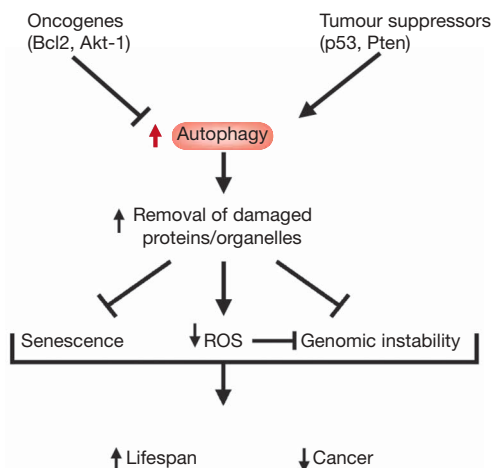 Oncogenes
(Bcl2, Akt-1)
Tumour suppressors
(p53, Pten)
Autophagy
Removal of damaged
proteins/organelles
Senescence
ROS
Genomic instability
Lifespan
Cancer